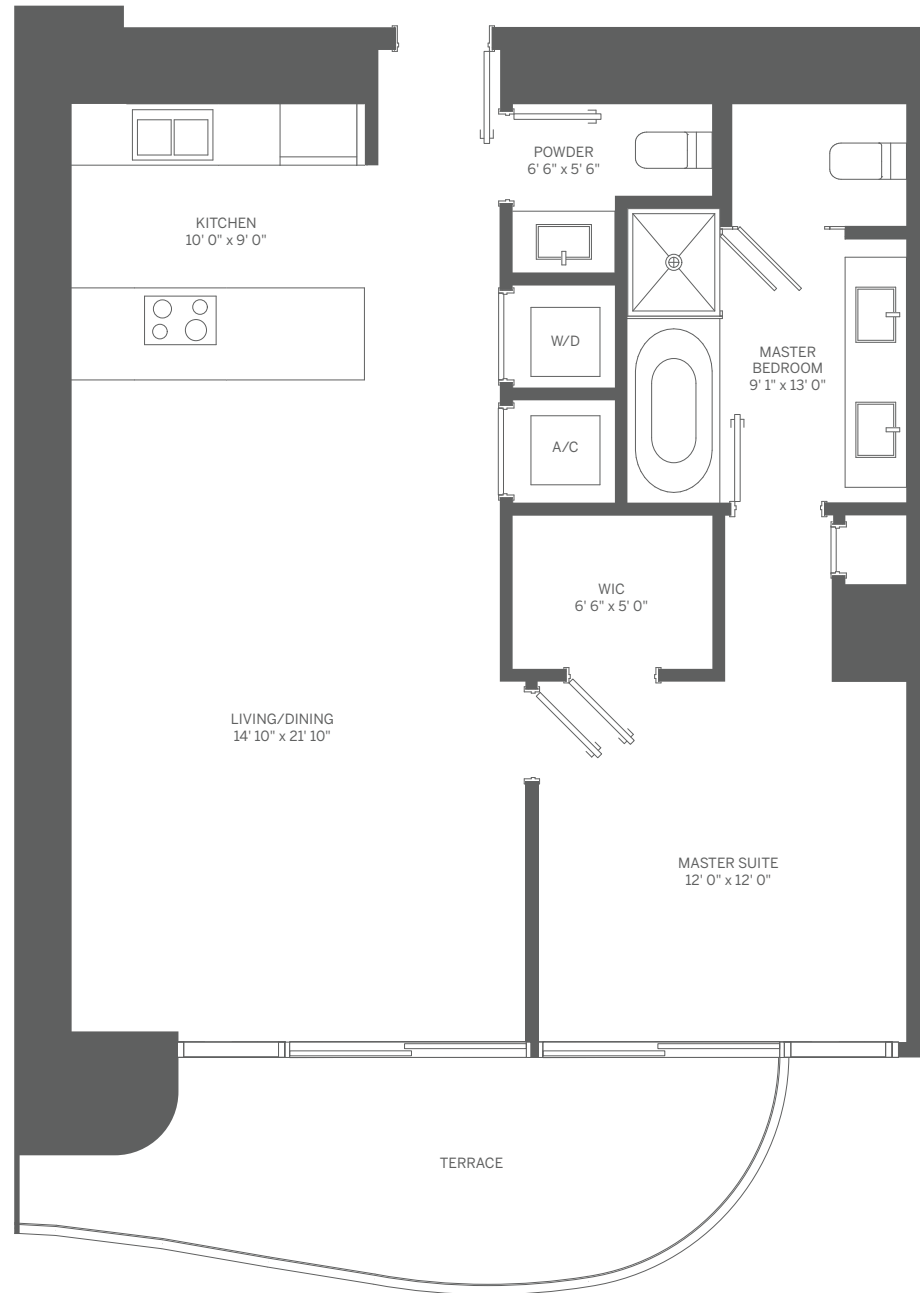 POWDER
6' 6" x 5' 6"
KITCHEN
10' 0" x 9' 0"
W/D
MASTER
BEDROOM
9' 1" x 13' 0"
A/C
WIC
6' 6" x 5' 0"
LIVING/DINING
14' 10" x 21' 10"
MASTER SUITE
12' 0" x 12' 0"
TERRACE